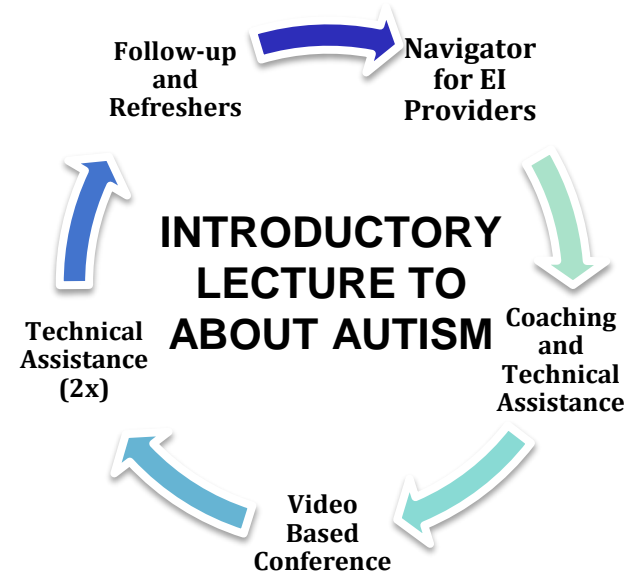 Follow-up
and
Refreshers
Navigator
for EI
Providers
INTRODUCTORY
LECTURE TO
ABOUT AUTISM
Coaching
and
Technical
Assistance
Video
Based
Conference
Technical
Assistance
(2x)